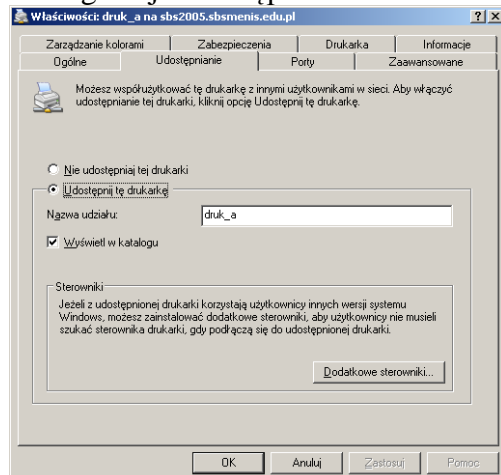 Właściwości: druk_a na sbs2005.sbsmenis.edu.pl
Zarządzanie kolorami Zabezpieczenia Drukarka Informacje
Ogólne Udostępnianie Porty Zaawansowane
Możesz współużytkować tę drukarkę z innymi użytkownikami w sieci. Aby włączyć
udostępnianie tej drukarki, kliknij opcję Udostępnij tę drukarkę.
Nie udostępniaj tej drukarki
Udostępnij tę drukarkę
Nazwa udziału: druk_a
Wyświetl w katalogu
Sterowniki
Jeżeli z udostępnionej drukarki korzystają użytkownicy innych wersji systemu
Windows, możesz zainstalować dodatkowe sterowniki, aby użytkownicy nie musieli
szukać sterownika drukarki, gdy podłączą się do udostępnionej drukarki.
Dodatkowe sterowniki...
OK Anuluj Zastosuj Pomoc